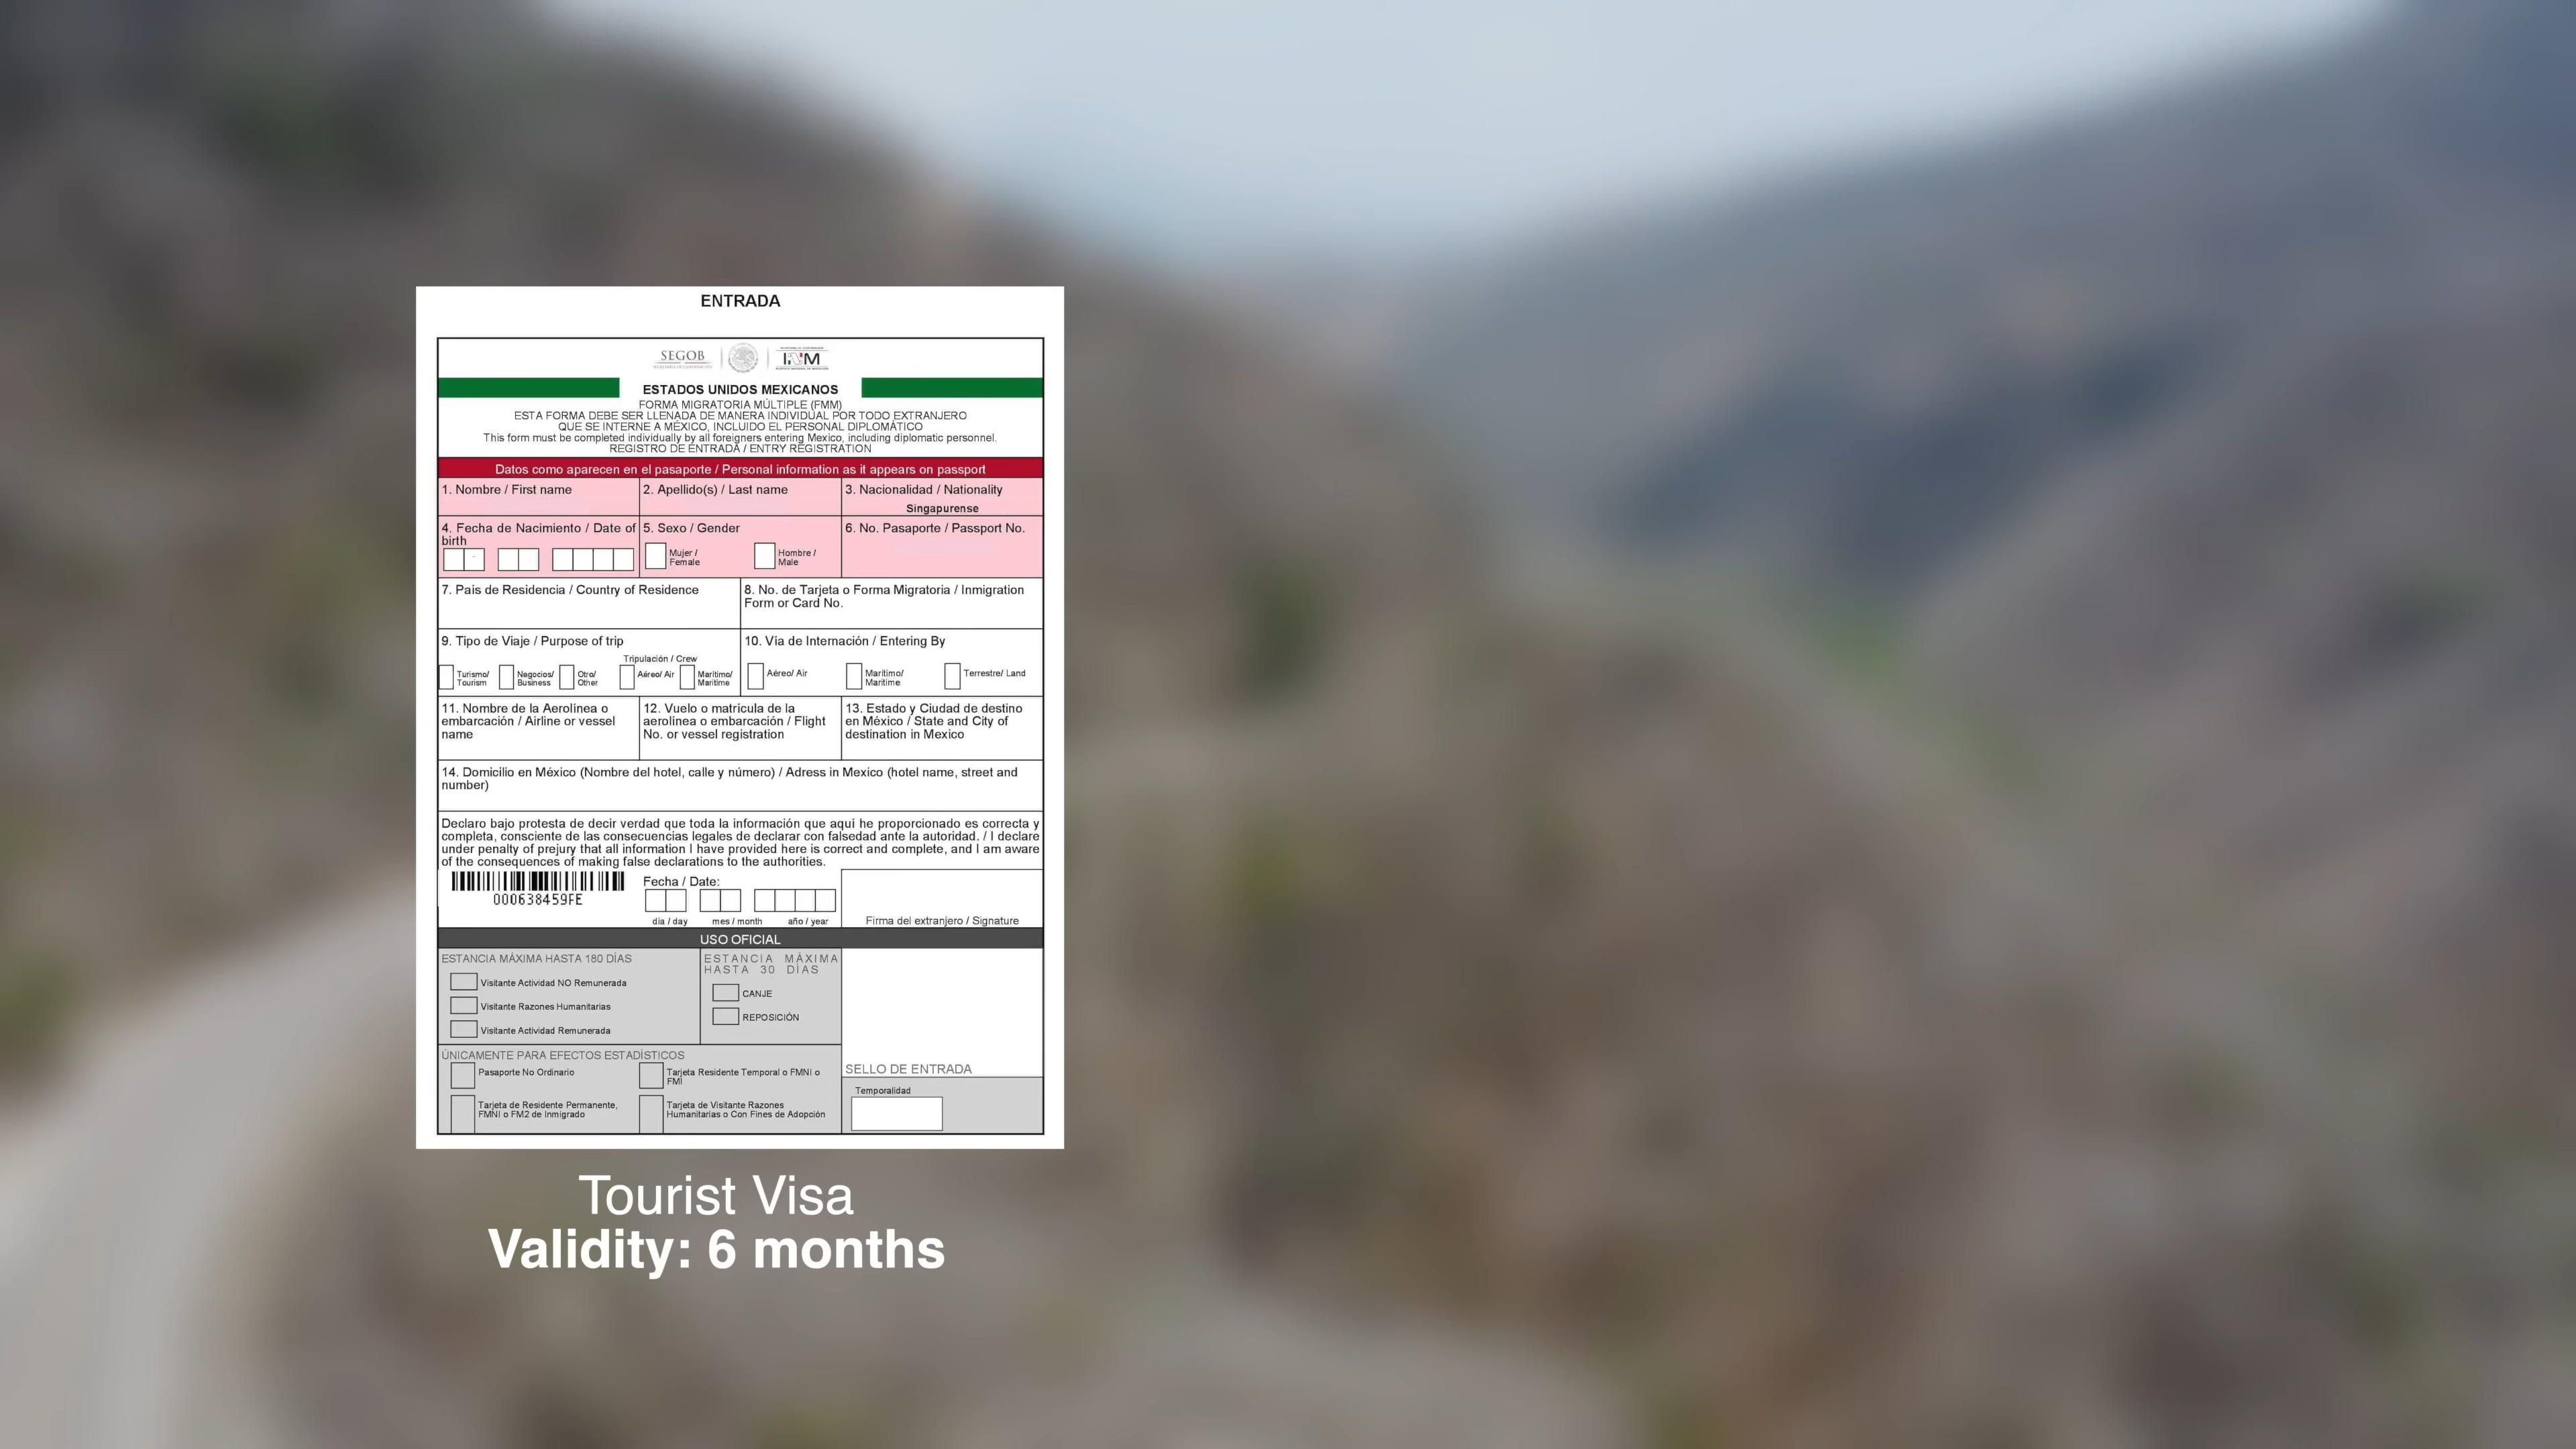 ENTRADA
SEGOB
INM
ESTADOS UNIDOS MEXICANOS
FORMA MIGRATORIA MÚLTIPLE (FMM)
ESTA FORMA DEBE SER LLENADA DE MANERA INDIVIDUAL POR TODO EXTRANJERO
QUE SE INTERNE A MÉXICO, INCLUIDO EL PERSONAL DIPLOMÁTICO
This form must be completed individually by all foreigners entering Mexico, including diplomatic personnel.
REGISTRO DE ENTRADA / ENTRY REGISTRATION
Datos como aparecen en el pasaporte / Personal information as it appears on passport
1. Nombre / First name
2. Apellido(s) / Last name
3. Nacionalidad / Nationality
Singapurense
4. Fecha de Nacimiento / Date of
birth
5. Sexo / Gender
Mujer /
Female
Hombre /
Male
6. No. Pasaporte / Passport No.
7. País de Residencia / Country of Residence
8. No. de Tarjeta o Forma Migratoria / Inmigration
Form or Card No.
9. Tipo de Viaje / Purpose of trip
Tripulación / Crew
Turismo/
Tourism
Negocios/
Business
Otro/
Other
Aéreo/ Air
Marítimo/
Maritime
10. Vía de Internación / Entering By
Aéreo/ Air
Marítimo/
Maritime
Terrestre/ Land
11. Nombre de la Aerolínea o
embarcación / Airline or vessel
name
12. Vuelo o matrícula de la
aerolínea o embarcación / Flight
No. or vessel registration
13. Estado y Ciudad de destino
en México / State and City of
destination in Mexico
14. Domicilio en México (Nombre del hotel, calle y número) / Adress in Mexico (hotel name, street and
number)
Declaro bajo protesta de decir verdad que toda la información que aquí he proporcionado es correcta y
completa, consciente de las consecuencias legales de declarar con falsedad ante la autoridad. / I declare
under penalty of prejury that all information I have provided here is correct and complete, and I am aware
of the consequences of making false declarations to the authorities.
000638459FE
Fecha / Date:
día / day
mes / month
año / year
Firma del extranjero / Signature
USO OFICIAL
ESTANCIA MÁXIMA HASTA 180 DÍAS
Visitante Actividad NO Remunerada
Visitante Razones Humanitarias
Visitante Actividad Remunerada
ESTANCIA MÁXIMA
HASTA 30 DÍAS
CANJE
REPOSICIÓN
ÚNICAMENTE PARA EFECTOS ESTADÍSTICOS
Pasaporte No Ordinario
Tarjeta Residente Temporal o FMNI o
FMI
Tarjeta de Residente Permanente,
FMNI o FM2 de Inmigrado
Tarjeta de Visitante Razones
Humanitarias o Con Fines de Adopción
SELLO DE ENTRADA
Temporalidad
Tourist Visa
Validity: 6 months